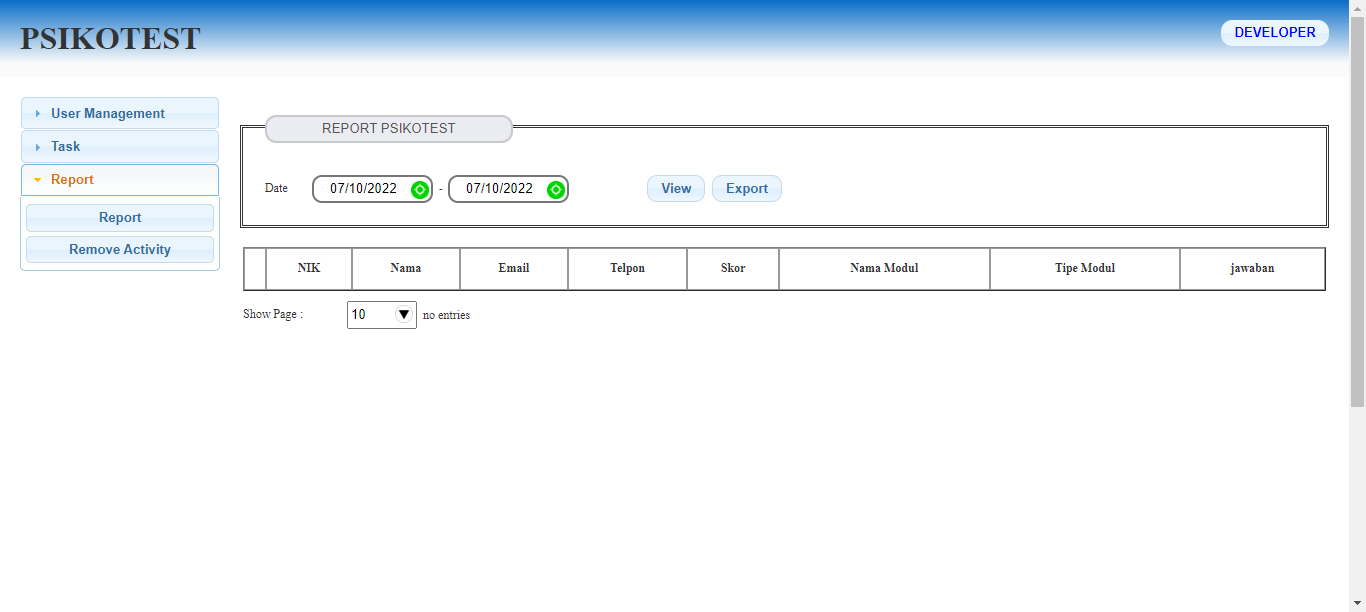 PSIKOTEST
DEVELOPER
User Management
Task
Report
Report
Remove Activity
REPORT PSIKOTEST
Date 07/10/2022 - 07/10/2022 View Export
NIK Nama Email Telpon Skor Nama Modul Tipe Modul jawaban
Show Page : 10 no entries